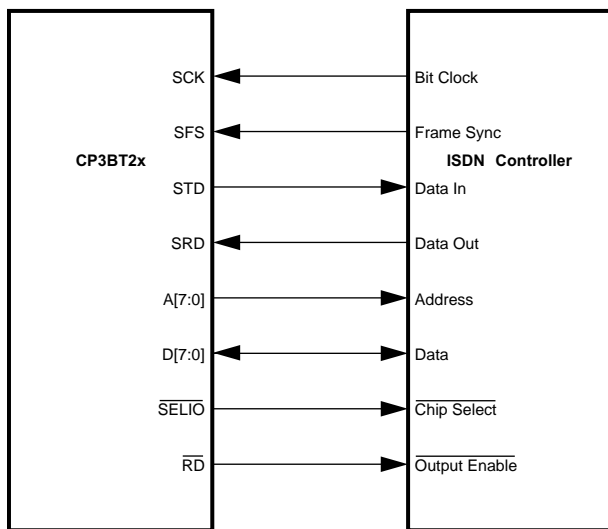 SCK Bit Clock
SFS Frame Sync
CP3BT2x ISDN Controller
STD Data In
SRD Data Out
A[7:0] Address
D[7:0] Data
SELIO Chip Select
RD Output Enable